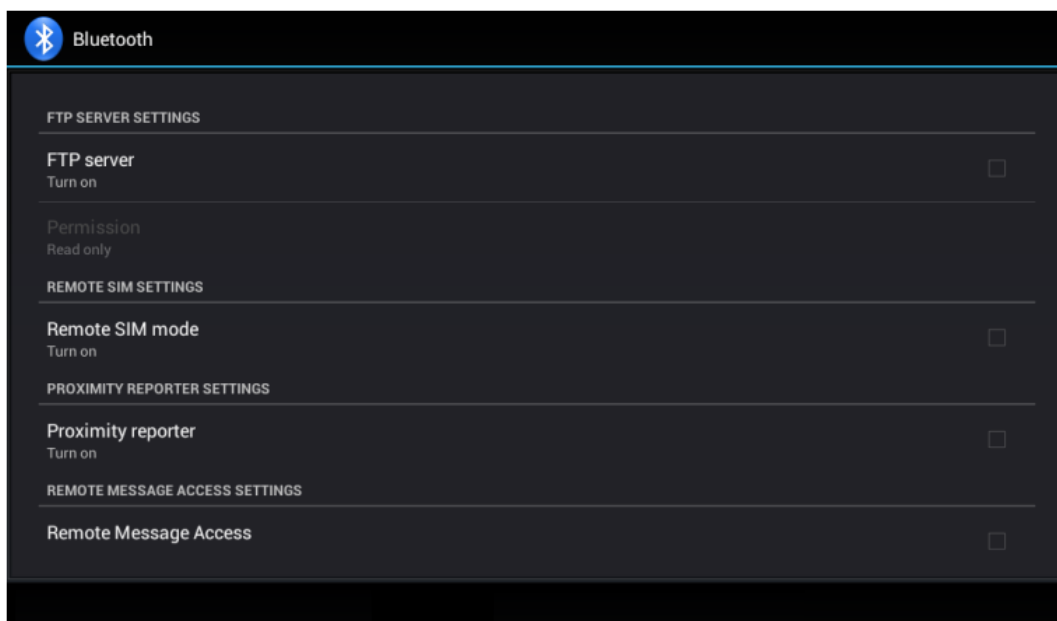 Bluetooth
FTP SERVER SETTINGS
FTP server
Turn on
Permission
Read only
REMOTE SIM SETTINGS
Remote SIM mode
Turn on
PROXIMITY REPORTER SETTINGS
Proximity reporter
Turn on
REMOTE MESSAGE ACCESS SETTINGS
Remote Message Access